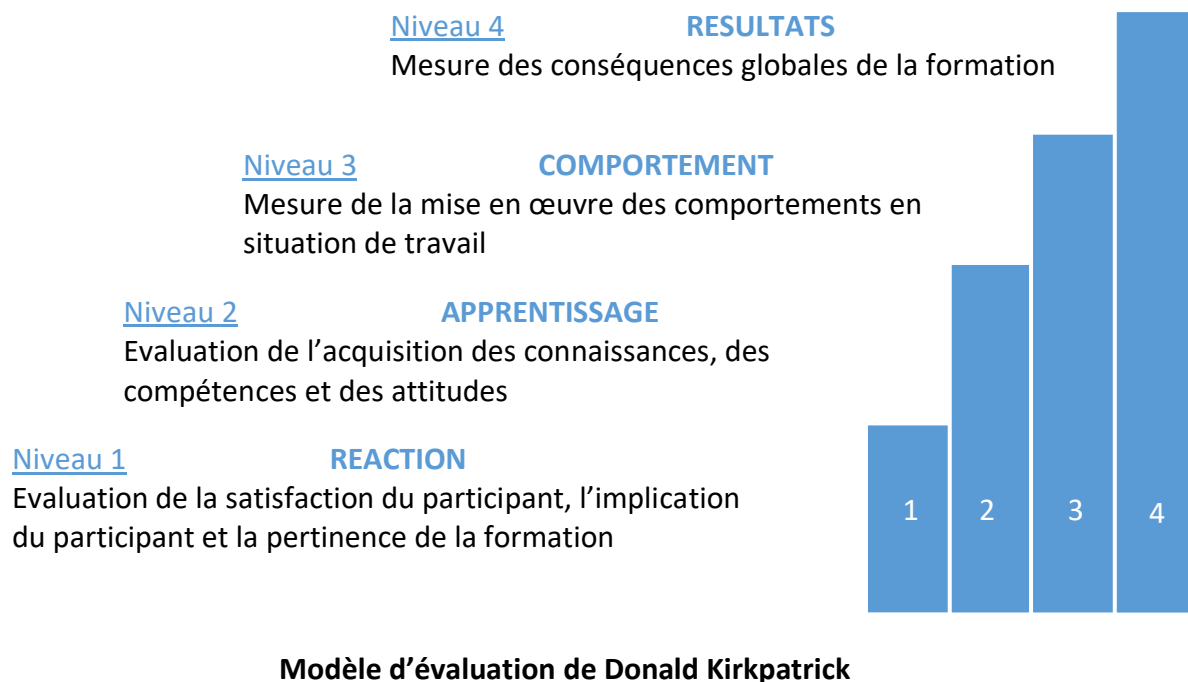 Niveau 4 RESULTATS
Mesure des conséquences globales de la formation
Niveau 3 COMPORTEMENT
Mesure de la mise en œuvre des comportements en
situation de travail
Niveau 2 APPRENTISSAGE
Evaluation de l’acquisition des connaissances, des
compétences et des attitudes
Niveau 1 REACTION
Evaluation de la satisfaction du participant, l’implication
du participant et la pertinence de la formation
1 2 3 4
Modèle d’évaluation de Donald Kirkpatrick